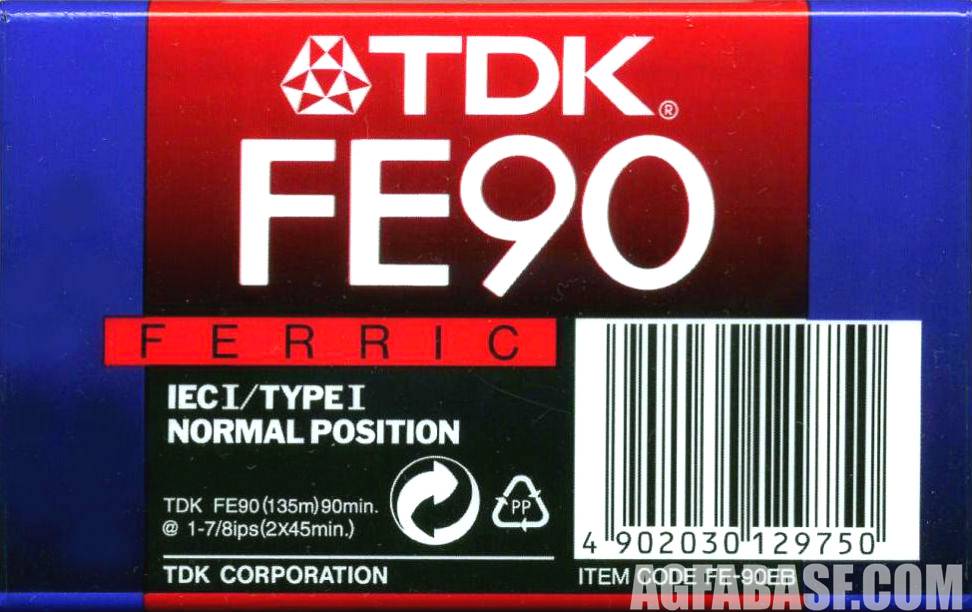 TDK®
FE90
FERRIC
IEC I/TYPE I
NORMAL POSITION
TDK FE90 (135m) 90min.
@ 1-7/8ips (2X45min.)
PP
TDK CORPORATION
4 902030 129750
ITEM CODE FE-90EB
AGFABASF.COM